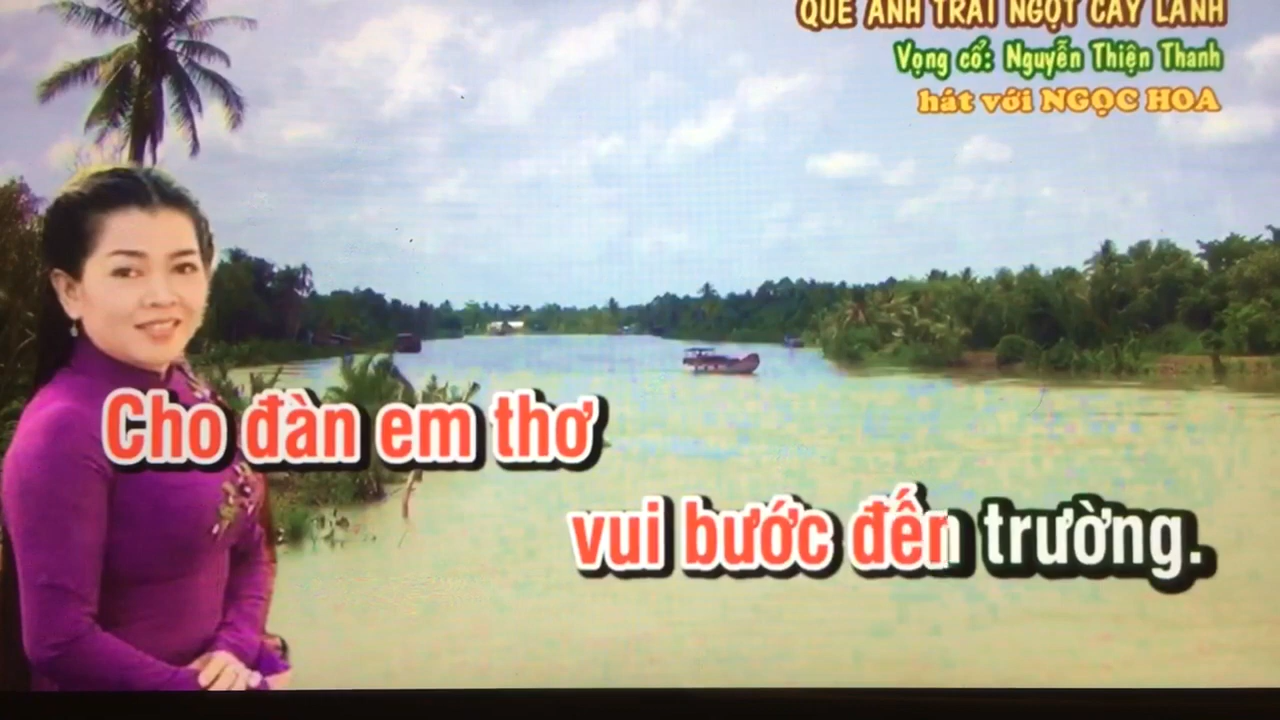 QUÊ ANH TRÁI NGỌT CÂY LÀNH
Vọng cổ: Nguyễn Thiện Thanh
hát với NGỌC HOA
Cho đàn em thơ
vui bước đến trường.